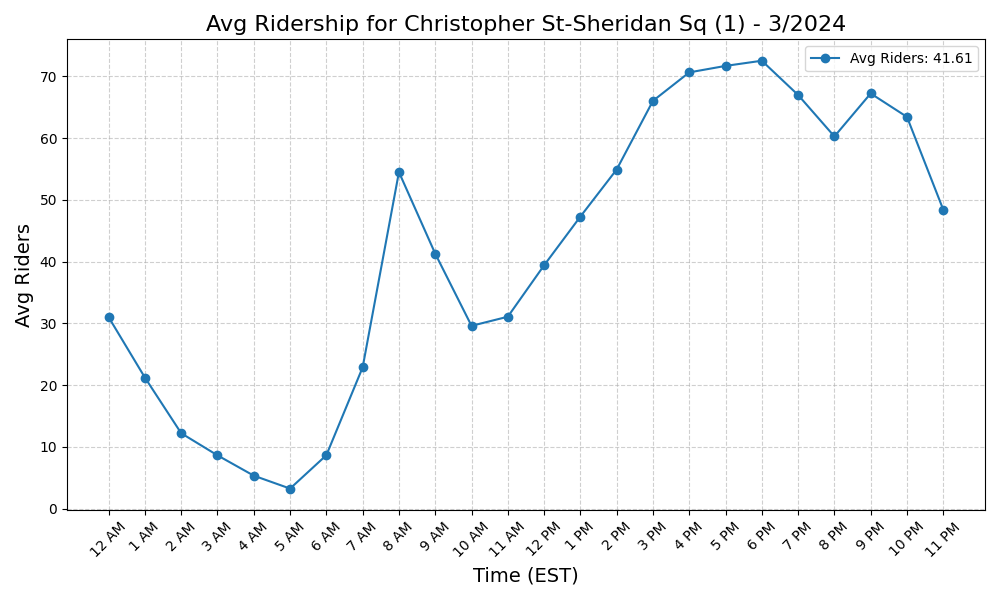 Avg Ridership for Christopher St-Sheridan Sq (1) - 3/2024
Avg Riders: 41.61
Avg Riders
70
60
50
40
30
20
10
0
12 AM 1 AM 2 AM 3 AM 4 AM 5 AM 6 AM 7 AM 8 AM 9 AM 10 AM 11 AM 12 PM 1 PM 2 PM 3 PM 4 PM 5 PM 6 PM 7 PM 8 PM 9 PM 10 PM 11 PM
Time (EST)